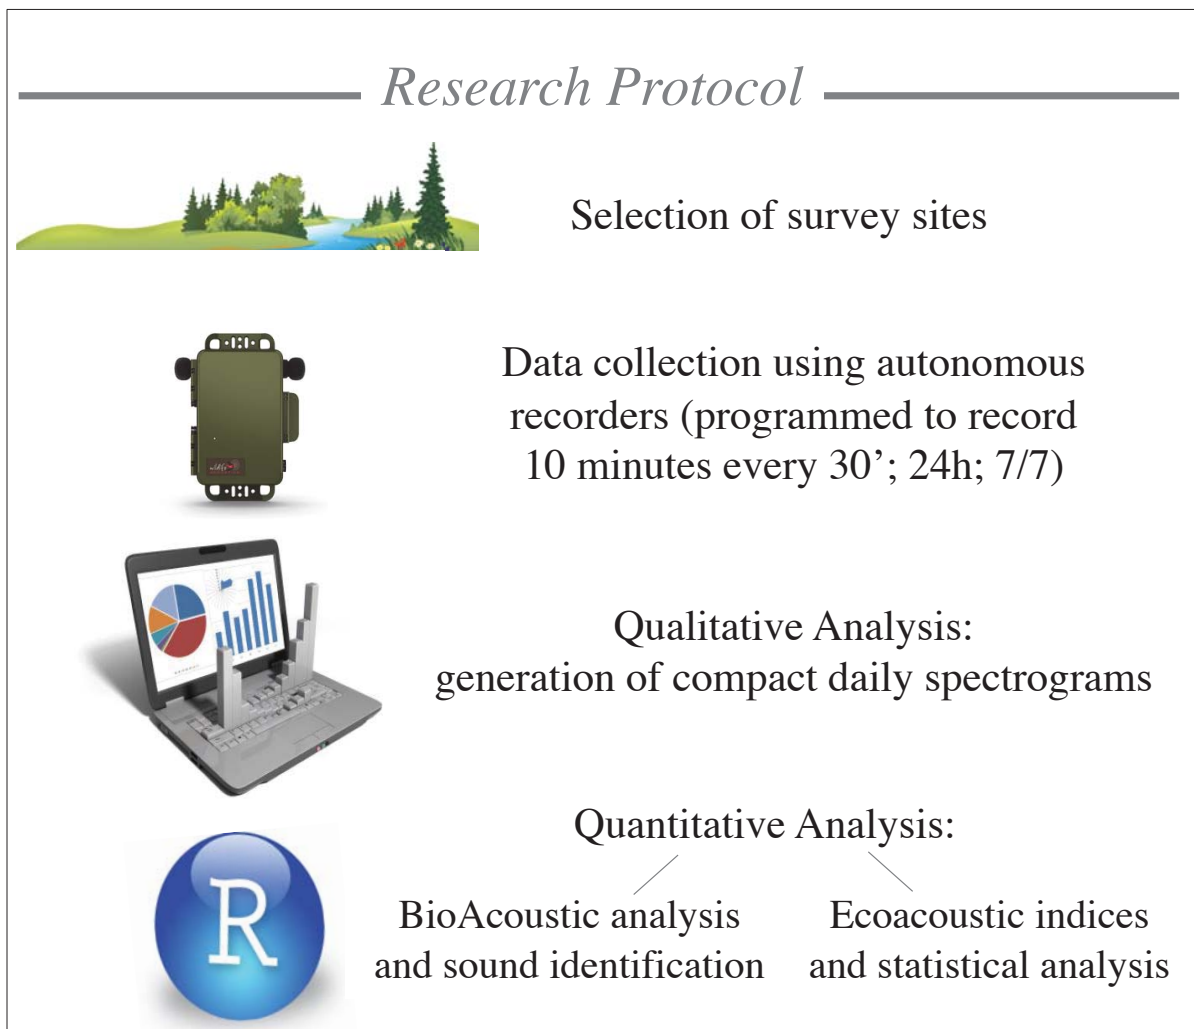 Research Protocol
Selection of survey sites
Data collection using autonomous
recorders (programmed to record
10 minutes every 30’; 24h; 7/7)
Qualitative Analysis:
generation of compact daily spectrograms
Quantitative Analysis:
BioAcoustic analysis
and sound identification
Ecoacoustic indices
and statistical analysis
R